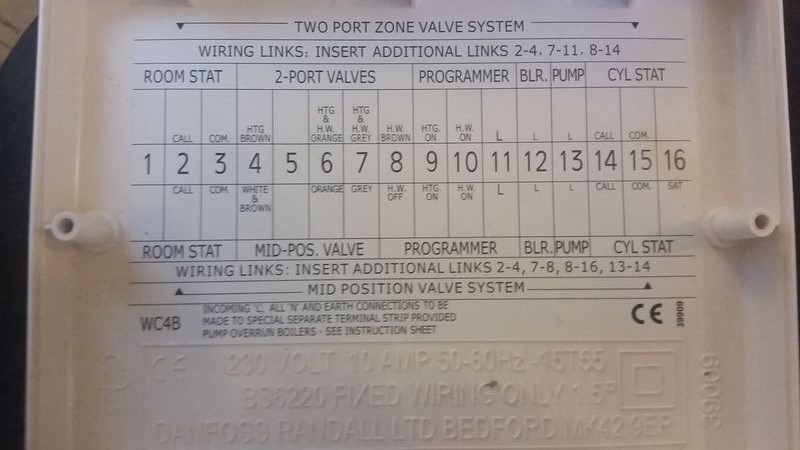 TWO PORT ZONE VALVE SYSTEM
WIRING LINKS: INSERT ADDITIONAL LINKS 2-4, 7-11, 8-14
ROOM STAT 2-PORT VALVES PROGRAMMER BLR. PUMP CYL STAT
CALL COM. HTG BROWN HTG & H.W. ORANGE HTG & H.W. GREY H.W. BROWN HTG. ON H.W. ON L L L CALL COM.
1 2 3 4 5 6 7 8 9 10 11 12 13 14 15 16
CALL COM. WHITE & BROWN ORANGE GREY H.W. OFF HTG. ON H.W. ON L L L CALL COM. SAT
ROOM STAT MID-POS. VALVE PROGRAMMER BLR. PUMP CYL STAT
WIRING LINKS: INSERT ADDITIONAL LINKS 2-4, 7-8, 8-16, 13-14
MID POSITION VALVE SYSTEM
WC4B
INCOMING 'L', ALL 'N' AND EARTH CONNECTIONS TO BE
MADE TO SPECIAL SEPARATE TERMINAL STRIP PROVIDED
PUMP OVERRUN BOILERS - SEE INSTRUCTION SHEET
CE
39909
230 VOLT 10 AMP 50-60Hz -15T55
BS6220 FIXED WIRING ONLY
DANFOSS RANDALL LTD BEDFORD MK42 9ER
39009